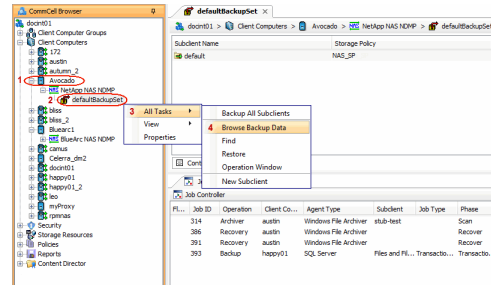 CommCell Browser
docint01
Client Computer Groups
Client Computers
172
austin
autumn_2
1 Avocado
NetApp NAS NDMP
2 defaultBackupSet
bliss
bliss_2
Bluearc1
BlueArc NAS NDMP
camus
Celerra_dm2
docint01
happy01
happy01_2
leo
myProxy
rpmnas
Security
Storage Resources
Policies
Reports
Content Director
defaultBackupSet ×
docint01 > Client Computers > Avocado > NetApp NAS NDMP > defaultBackupSet
Subclient Name Storage Policy
default NAS_SP
3 All Tasks
View
Properties
Backup All Subclients
4 Browse Backup Data
Find
Restore
Operation Window
New Subclient
Cont
Job Controller
Fl... Job ID Operation Client Co... Agent Type Subclient Job Type Phase
314 Archiver austin Windows File Archiver stub-test Scan
386 Recovery austin Windows File Archiver Recover
391 Recovery austin Windows File Archiver Recover
393 Backup happy01 SQL Server Files and Fil... Transactio... Transactio.